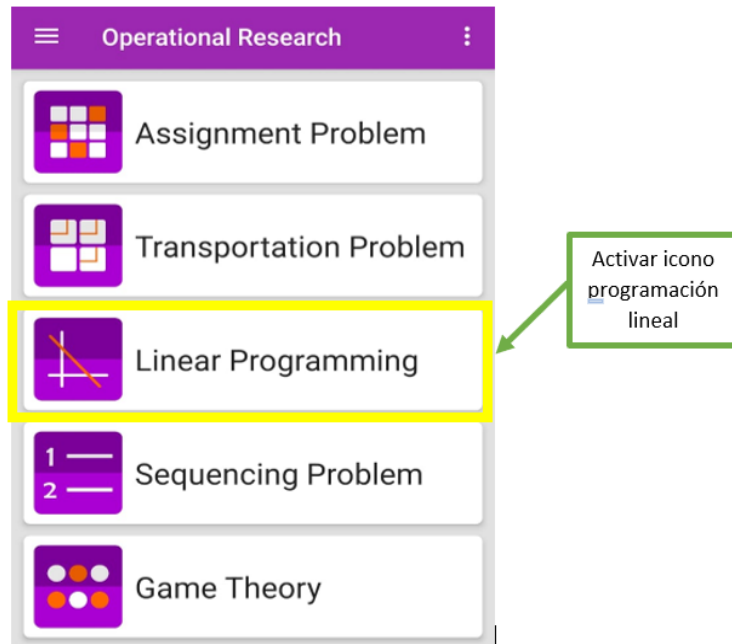 Operational Research
Assignment Problem
Transportation Problem
Linear Programming
Activar icono
programación
lineal
1
2
Sequencing Problem
Game Theory